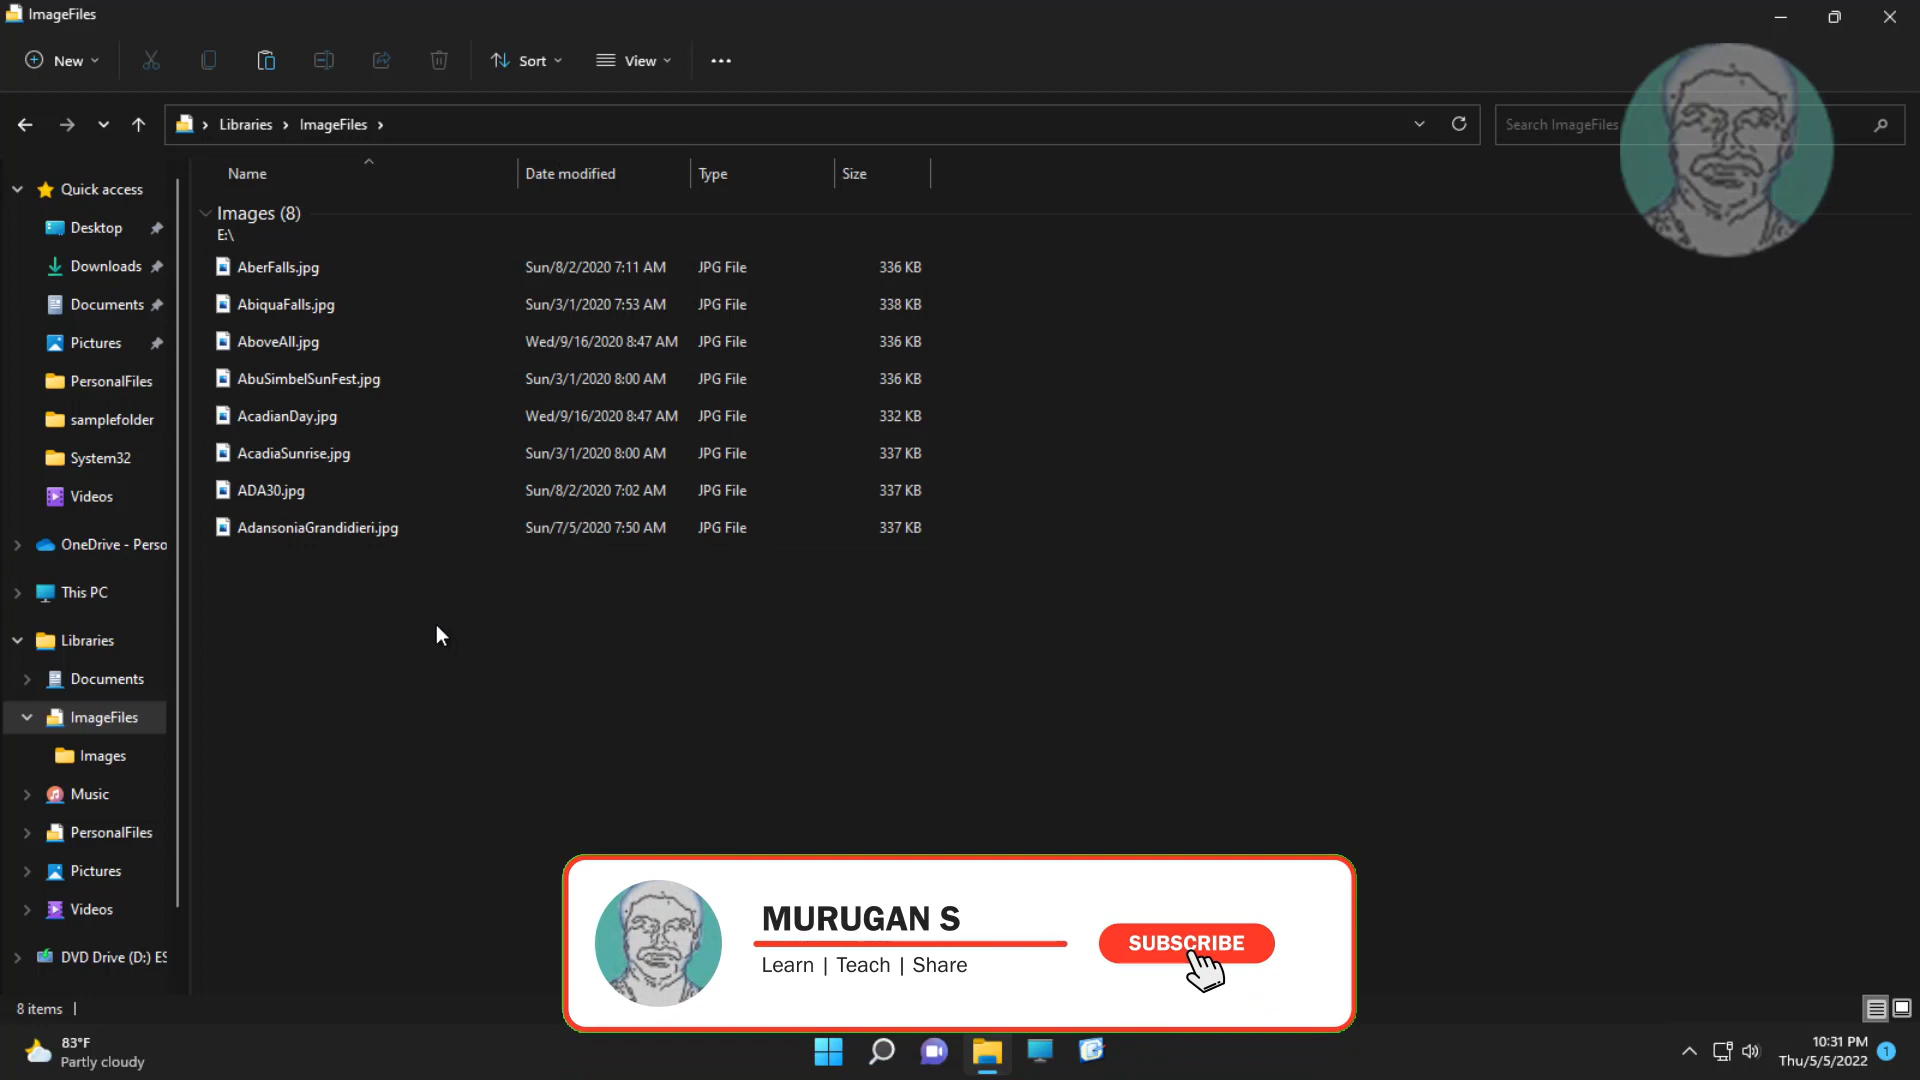 ImageFiles
New
Sort
View
Libraries
ImageFiles
Search ImageFiles
Name
Date modified
Type
Size
Quick access
Desktop
Downloads
Documents
Pictures
PersonalFiles
samplefolder
System32
Videos
OneDrive - Perso
This PC
Libraries
Documents
ImageFiles
Images
Music
PersonalFiles
Pictures
Videos
DVD Drive (D:) ES
Images (8)
E:\
AberFalls.jpg Sun/8/2/2020 7:11 AM JPG File 336 KB
AbiquaFalls.jpg Sun/3/1/2020 7:53 AM JPG File 338 KB
AboveAll.jpg Wed/9/16/2020 8:47 AM JPG File 336 KB
AbuSimbelSunFest.jpg Sun/3/1/2020 8:00 AM JPG File 336 KB
AcadianDay.jpg Wed/9/16/2020 8:47 AM JPG File 332 KB
AcadiaSunrise.jpg Sun/3/1/2020 8:00 AM JPG File 337 KB
ADA30.jpg Sun/8/2/2020 7:02 AM JPG File 337 KB
AdansoniaGrandidieri.jpg Sun/7/5/2020 7:50 AM JPG File 337 KB
MURUGAN S
Learn | Teach | Share
SUBSCRIBE
8 items
83°F
Partly cloudy
10:31 PM
Thu/5/5/2022
1